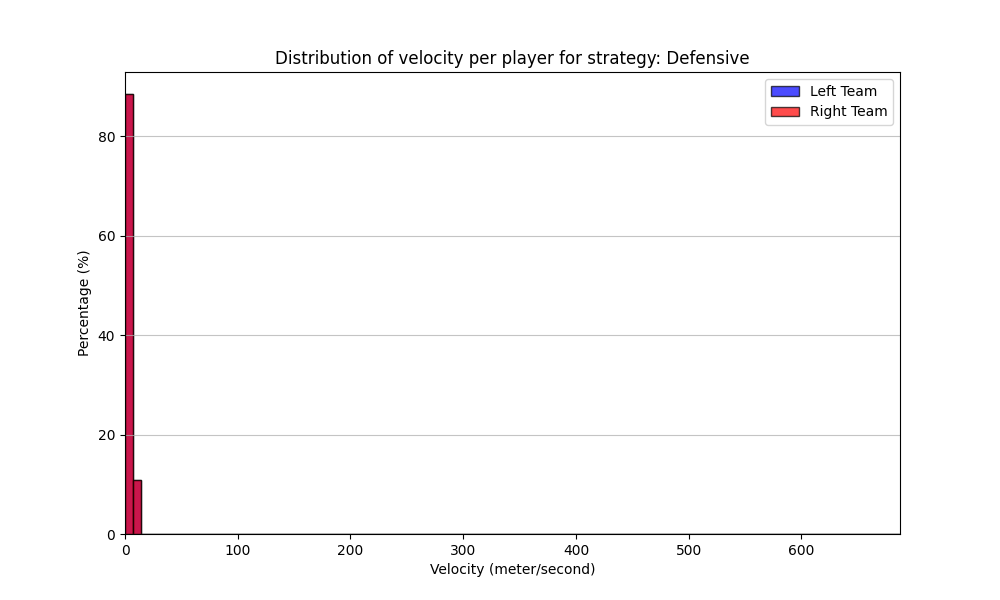 Distribution of velocity per player for strategy: Defensive
Left Team
Right Team
Percentage (%)
80
60
40
20
0
0 100 200 300 400 500 600
Velocity (meter/second)